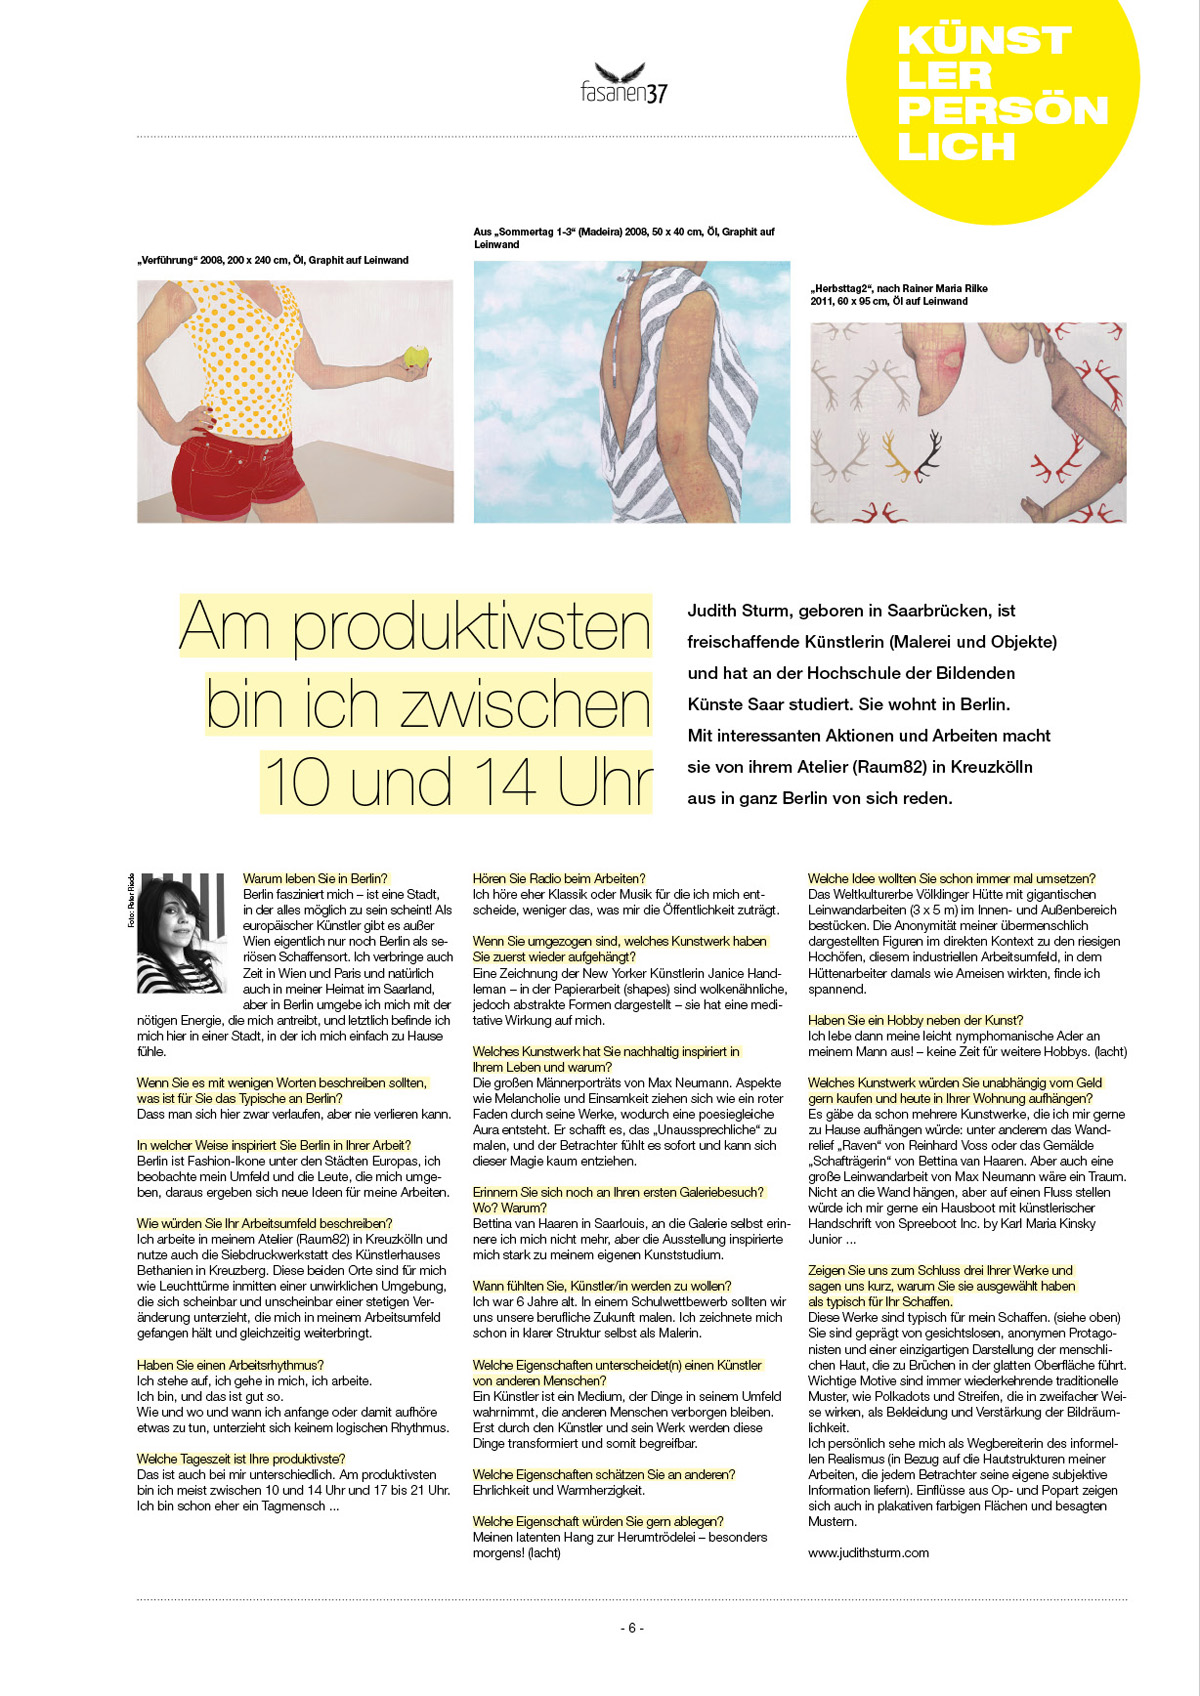 fasanen37
KÜNST
LER
PERSÖN
LICH
„Verführung“ 2008, 200 x 240 cm, Öl, Graphit auf Leinwand
Aus „Sommertag 1-3“ (Madeira) 2008, 50 x 40 cm, Öl, Graphit auf
Leinwand
„Herbsttag2“, nach Rainer Maria Rilke
2011, 60 x 95 cm, Öl auf Leinwand
Am produktivsten
bin ich zwischen
10 und 14 Uhr
Judith Sturm, geboren in Saarbrücken, ist
freischaffende Künstlerin (Malerei und Objekte)
und hat an der Hochschule der Bildenden
Künste Saar studiert. Sie wohnt in Berlin.
Mit interessanten Aktionen und Arbeiten macht
sie von ihrem Atelier (Raum82) in Kreuzkölln
aus in ganz Berlin von sich reden.
Foto: Peter Riede
Warum leben Sie in Berlin?
Berlin fasziniert mich – ist eine Stadt,
in der alles möglich zu sein scheint! Als
europäischer Künstler gibt es außer
Wien eigentlich nur noch Berlin als se-
riösen Schaffensort. Ich verbringe auch
Zeit in Wien und Paris und natürlich
auch in meiner Heimat im Saarland,
aber in Berlin umgebe ich mich mit der
nötigen Energie, die mich antreibt, und letztlich befinde ich
mich hier in einer Stadt, in der ich mich einfach zu Hause
fühle.
Wenn Sie es mit wenigen Worten beschreiben sollten,
was ist für Sie das Typische an Berlin?
Dass man sich hier zwar verlaufen, aber nie verlieren kann.
In welcher Weise inspiriert Sie Berlin in Ihrer Arbeit?
Berlin ist Fashion-Ikone unter den Städten Europas, ich
beobachte mein Umfeld und die Leute, die mich umge-
ben, daraus ergeben sich neue Ideen für meine Arbeiten.
Wie würden Sie Ihr Arbeitsumfeld beschreiben?
Ich arbeite in meinem Atelier (Raum82) in Kreuzkölln und
nutze auch die Siebdruckwerkstatt des Künstlerhauses
Bethanien in Kreuzberg. Diese beiden Orte sind für mich
wie Leuchttürme inmitten einer unwirklichen Umgebung,
die sich scheinbar und unscheinbar einer stetigen Ver-
änderung unterzieht, die mich in meinem Arbeitsumfeld
gefangen hält und gleichzeitig weiterbringt.
Haben Sie einen Arbeitsrhythmus?
Ich stehe auf, ich gehe in mich, ich arbeite.
Ich bin, und das ist gut so.
Wie und wo und wann ich anfange oder damit aufhöre
etwas zu tun, unterzieht sich keinem logischen Rhythmus.
Welche Tageszeit ist Ihre produktivste?
Das ist auch bei mir unterschiedlich. Am produktivsten
bin ich meist zwischen 10 und 14 Uhr und 17 bis 21 Uhr.
Ich bin schon eher ein Tagmensch ...
Hören Sie Radio beim Arbeiten?
Ich höre eher Klassik oder Musik für die ich mich ent-
scheide, weniger das, was mir die Öffentlichkeit zuträgt.
Wenn Sie umgezogen sind, welches Kunstwerk haben
Sie zuerst wieder aufgehängt?
Eine Zeichnung der New Yorker Künstlerin Janice Hand-
leman – in der Papierarbeit (shapes) sind wolkenähnliche,
jedoch abstrakte Formen dargestellt – sie hat eine medi-
tative Wirkung auf mich.
Welches Kunstwerk hat Sie nachhaltig inspiriert in
Ihrem Leben und warum?
Die großen Männerporträts von Max Neumann. Aspekte
wie Melancholie und Einsamkeit ziehen sich wie ein roter
Faden durch seine Werke, wodurch eine poesiegleiche
Aura entsteht. Er schafft es, das „Unaussprechliche“ zu
malen, und der Betrachter fühlt es sofort und kann sich
dieser Magie kaum entziehen.
Erinnern Sie sich noch an Ihren ersten Galeriebesuch?
Wo? Warum?
Bettina van Haaren in Saarlouis, an die Galerie selbst erin-
nere ich mich nicht mehr, aber die Ausstellung inspirierte
mich stark zu meinem eigenen Kunststudium.
Wann fühlten Sie, Künstler/in werden zu wollen?
Ich war 6 Jahre alt. In einem Schulwettbewerb sollten wir
uns unsere berufliche Zukunft malen. Ich zeichnete mich
schon in klarer Struktur selbst als Malerin.
Welche Eigenschaften unterscheidet(n) einen Künstler
von anderen Menschen?
Ein Künstler ist ein Medium, der Dinge in seinem Umfeld
wahrnimmt, die anderen Menschen verborgen bleiben.
Erst durch den Künstler und sein Werk werden diese
Dinge transformiert und somit begreifbar.
Welche Eigenschaften schätzen Sie an anderen?
Ehrlichkeit und Warmherzigkeit.
Welche Eigenschaft würden Sie gern ablegen?
Meinen latenten Hang zur Herumtrödelei – besonders
morgens! (lacht)
Welche Idee wollten Sie schon immer mal umsetzen?
Das Weltkulturerbe Völklinger Hütte mit gigantischen
Leinwandarbeiten (3 x 5 m) im Innen- und Außenbereich
bestücken. Die Anonymität meiner übermenschlich
dargestellten Figuren im direkten Kontext zu den riesigen
Hochöfen, diesem industriellen Arbeitsumfeld, in dem
Hüttenarbeiter damals wie Ameisen wirkten, finde ich
spannend.
Haben Sie ein Hobby neben der Kunst?
Ich lebe dann meine leicht nymphomanische Ader an
meinem Mann aus! – keine Zeit für weitere Hobbys. (lacht)
Welches Kunstwerk würden Sie unabhängig vom Geld
gern kaufen und heute in Ihrer Wohnung aufhängen?
Es gäbe da schon mehrere Kunstwerke, die ich mir gerne
zu Hause aufhängen würde: unter anderem das Wand-
relief „Raven“ von Reinhard Voss oder das Gemälde
„Schafträgerin“ von Bettina van Haaren. Aber auch eine
große Leinwandarbeit von Max Neumann wäre ein Traum.
Nicht an die Wand hängen, aber auf einen Fluss stellen
würde ich mir gerne ein Hausboot mit künstlerischer
Handschrift von Spreeboot Inc. by Karl Maria Kinsky
Junior ...
Zeigen Sie uns zum Schluss drei Ihrer Werke und
sagen uns kurz, warum Sie sie ausgewählt haben
als typisch für Ihr Schaffen.
Diese Werke sind typisch für mein Schaffen. (siehe oben)
Sie sind geprägt von gesichtslosen, anonymen Protago-
nisten und einer einzigartigen Darstellung der menschli-
chen Haut, die zu Brüchen in der glatten Oberfläche führt.
Wichtige Motive sind immer wiederkehrende traditionelle
Muster, wie Polkadots und Streifen, die in zweifacher Wei-
se wirken, als Bekleidung und Verstärkung der Bildräum-
lichkeit.
Ich persönlich sehe mich als Wegbereiterin des informel-
len Realismus (in Bezug auf die Hautstrukturen meiner
Arbeiten, die jedem Betrachter seine eigene subjektive
Information liefern). Einflüsse aus Op- und Popart zeigen
sich auch in plakativen farbigen Flächen und besagten
Mustern.
www.judithsturm.com
- 6 -